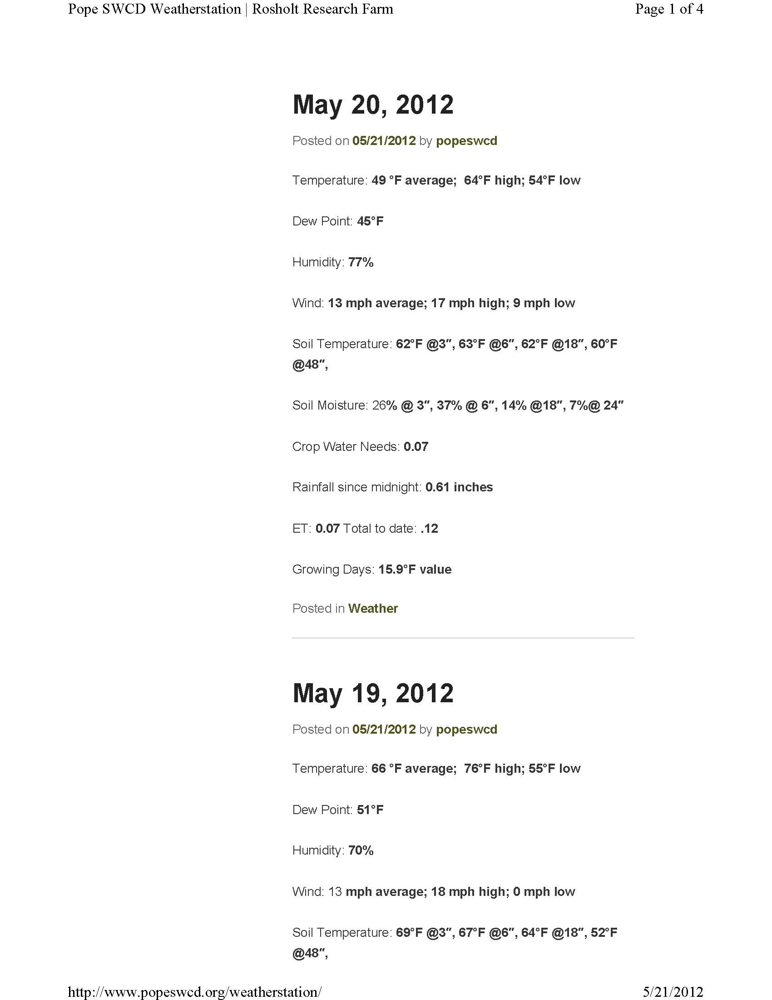 Pope SWCD Weatherstation | Rosholt Research Farm Page 1 of 4
May 20, 2012
Posted on 05/21/2012 by popeswcd
Temperature: 49 °F average;  64°F high; 54°F low
Dew Point: 45°F
Humidity: 77%
Wind: 13 mph average; 17 mph high; 9 mph low
Soil Temperature: 62°F @3″, 63°F @6″, 62°F @18″, 60°F
@48″,
Soil Moisture: 26% @ 3″, 37% @ 6″, 14% @18″, 7%@ 24″
Crop Water Needs: 0.07
Rainfall since midnight: 0.61 inches
ET: 0.07 Total to date: .12
Growing Days: 15.9°F value
Posted in Weather
May 19, 2012
Posted on 05/21/2012 by popeswcd
Temperature: 66 °F average;  76°F high; 55°F low
Dew Point: 51°F
Humidity: 70%
Wind: 13 mph average; 18 mph high; 0 mph low
Soil Temperature: 69°F @3″, 67°F @6″, 64°F @18″, 52°F
@48″,
http://www.popeswcd.org/weatherstation/ 5/21/2012